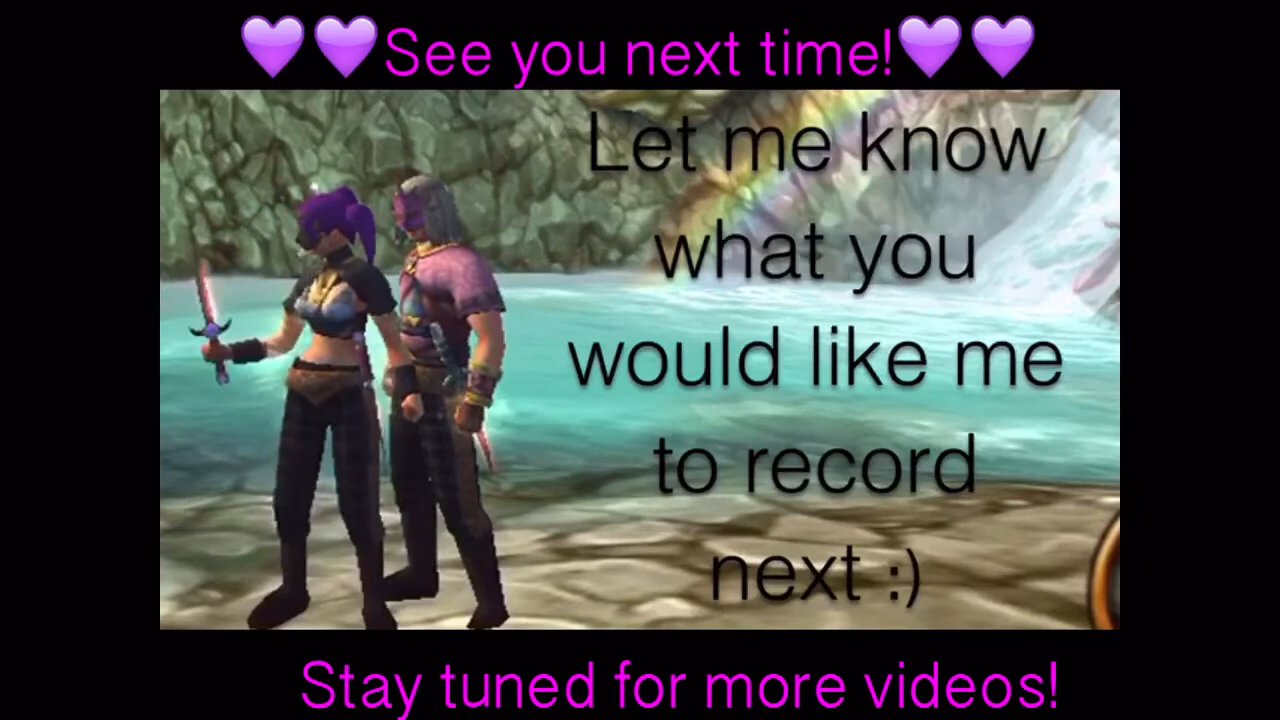 💜💜See you next time!💜💜
Let me know
what you
would like me
to record
next :)
Stay tuned for more videos!